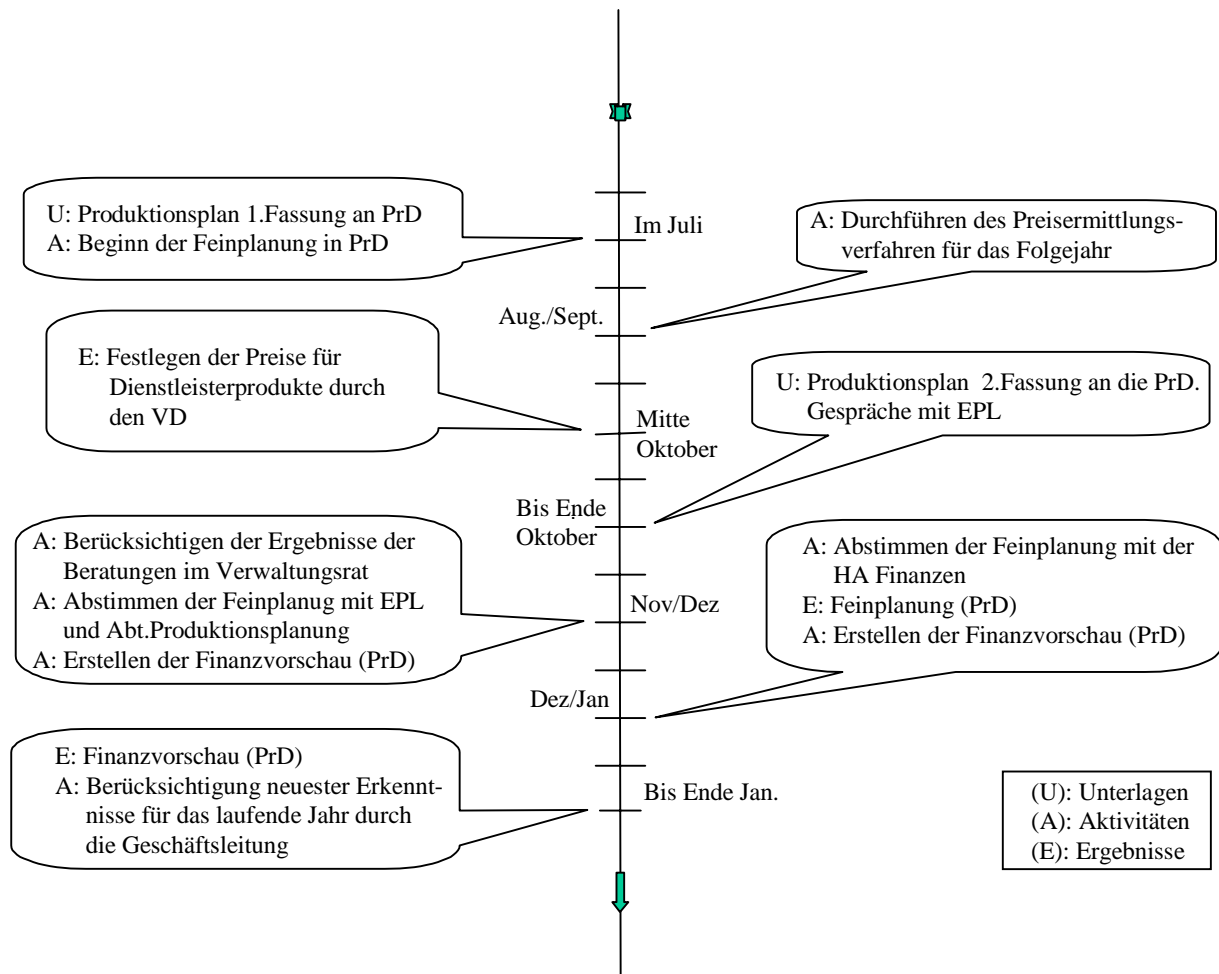 U: Produktionsplan 1.Fassung an PrD
A: Beginn der Feinplanung in PrD
Im Juli
A: Durchführen des Preisermittlungs-
verfahren für das Folgejahr
Aug./Sept.
E: Festlegen der Preise für
Dienstleisterprodukte durch
den VD
Mitte
Oktober
U: Produktionsplan 2.Fassung an die PrD.
Gespräche mit EPL
Bis Ende
Oktober
A: Berücksichtigen der Ergebnisse der
Beratungen im Verwaltungsrat
A: Abstimmen der Feinplanug mit EPL
und Abt.Produktionsplanung
A: Erstellen der Finanzvorschau (PrD)
Nov/Dez
A: Abstimmen der Feinplanung mit der
HA Finanzen
E: Feinplanung (PrD)
A: Erstellen der Finanzvorschau (PrD)
Dez/Jan
E: Finanzvorschau (PrD)
A: Berücksichtigung neuester Erkennt-
nisse für das laufende Jahr durch
die Geschäftsleitung
Bis Ende Jan.
(U): Unterlagen
(A): Aktivitäten
(E): Ergebnisse